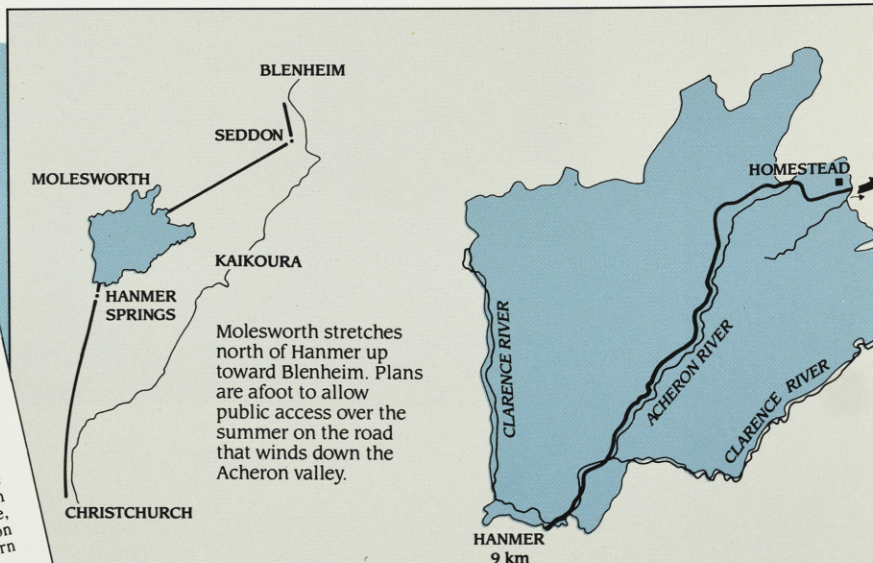 BLENHEIM
SEDDON
MOLESWORTH
KAIKOURA
HANMER
SPRINGS
Molesworth stretches
north of Hanmer up
toward Blenheim. Plans
are afoot to allow
public access over the
summer on the road
that winds down the
Acheron valley.
CHRISTCHURCH
HOMESTEAD
CLARENCE RIVER
ACHERON RIVER
CLARENCE RIVER
HANMER
9 km